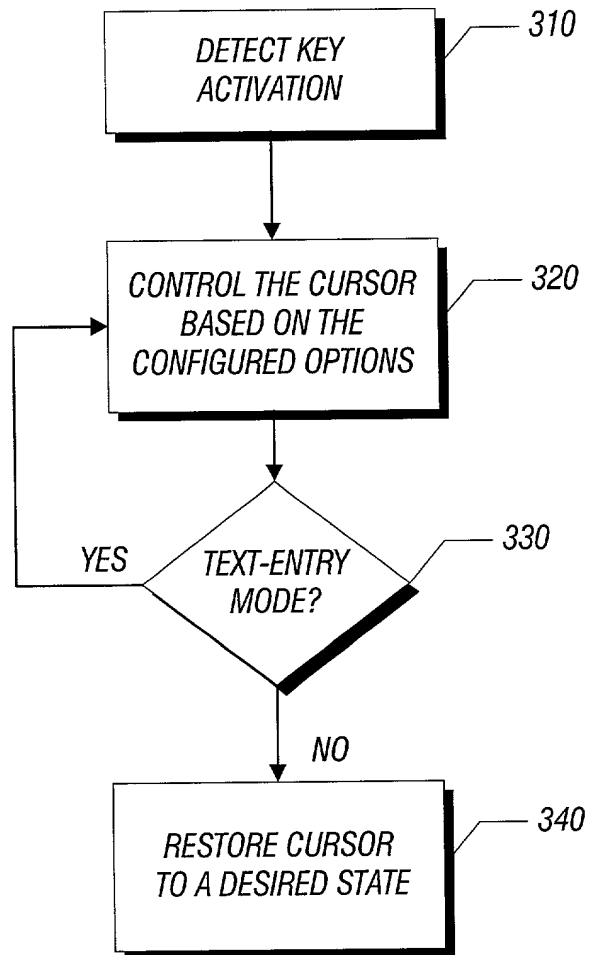 DETECT KEY
ACTIVATION
310
CONTROL THE CURSOR
BASED ON THE
CONFIGURED OPTIONS
320
YES
TEXT-ENTRY
MODE?
330
NO
RESTORE CURSOR
TO A DESIRED STATE
340